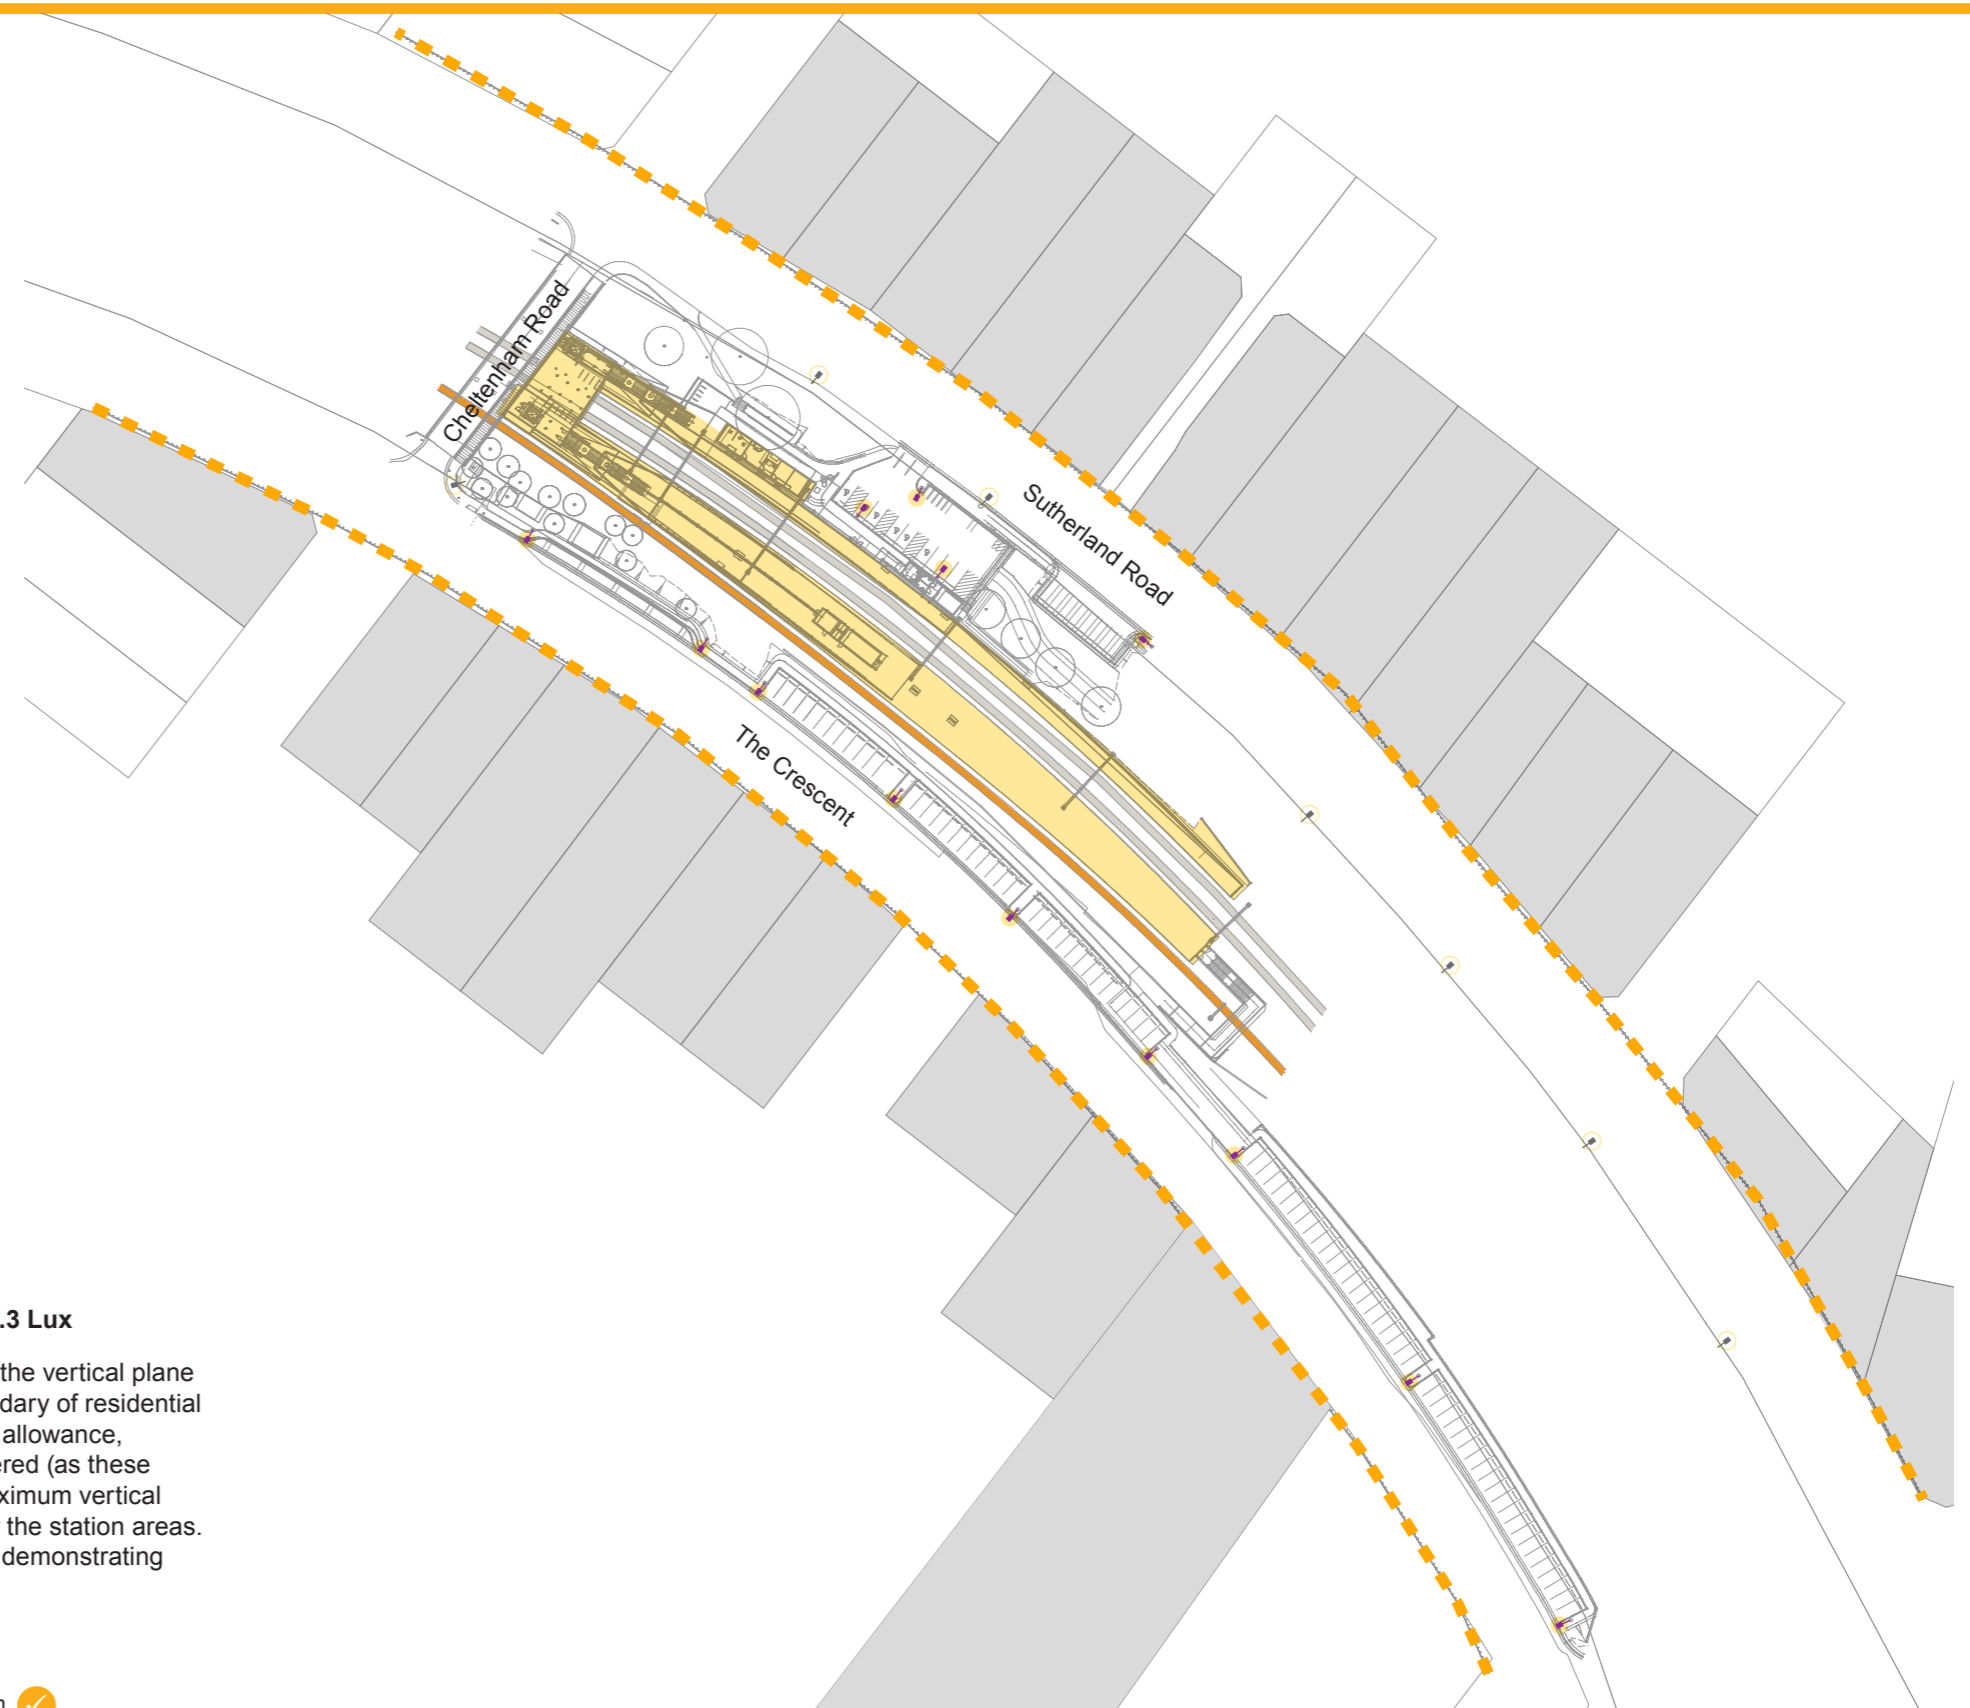 Cheltenham Road
Sutherland Road
The Crescent
.3 Lux
the vertical plane
dary of residential
allowance,
ered (as these
ximum vertical
the station areas.
demonstrating